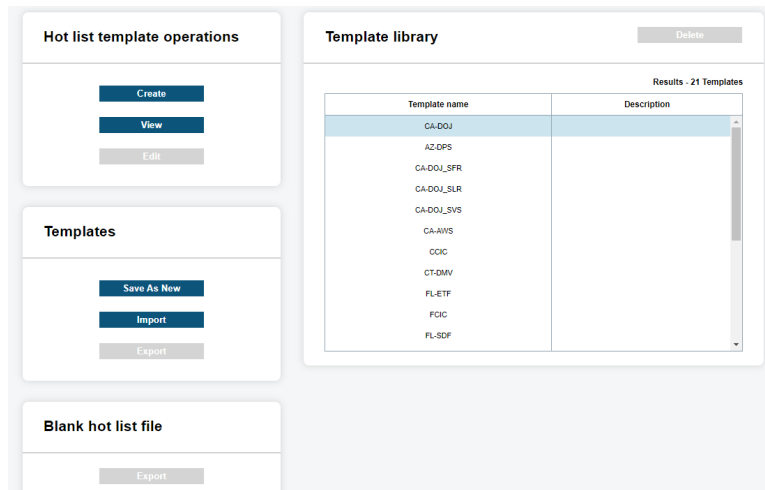 Hot list template operations
Create
View
Edit
Templates
Save As New
Import
Export
Blank hot list file
Export
Template library
Delete
Results - 21 Templates
Template name Description
CA-DOJ
AZ-DPS
CA-DOJ_SFR
CA-DOJ_SLR
CA-DOJ_SVS
CA-AWS
CCIC
CT-DMV
FL-ETF
FCIC
FL-SDF